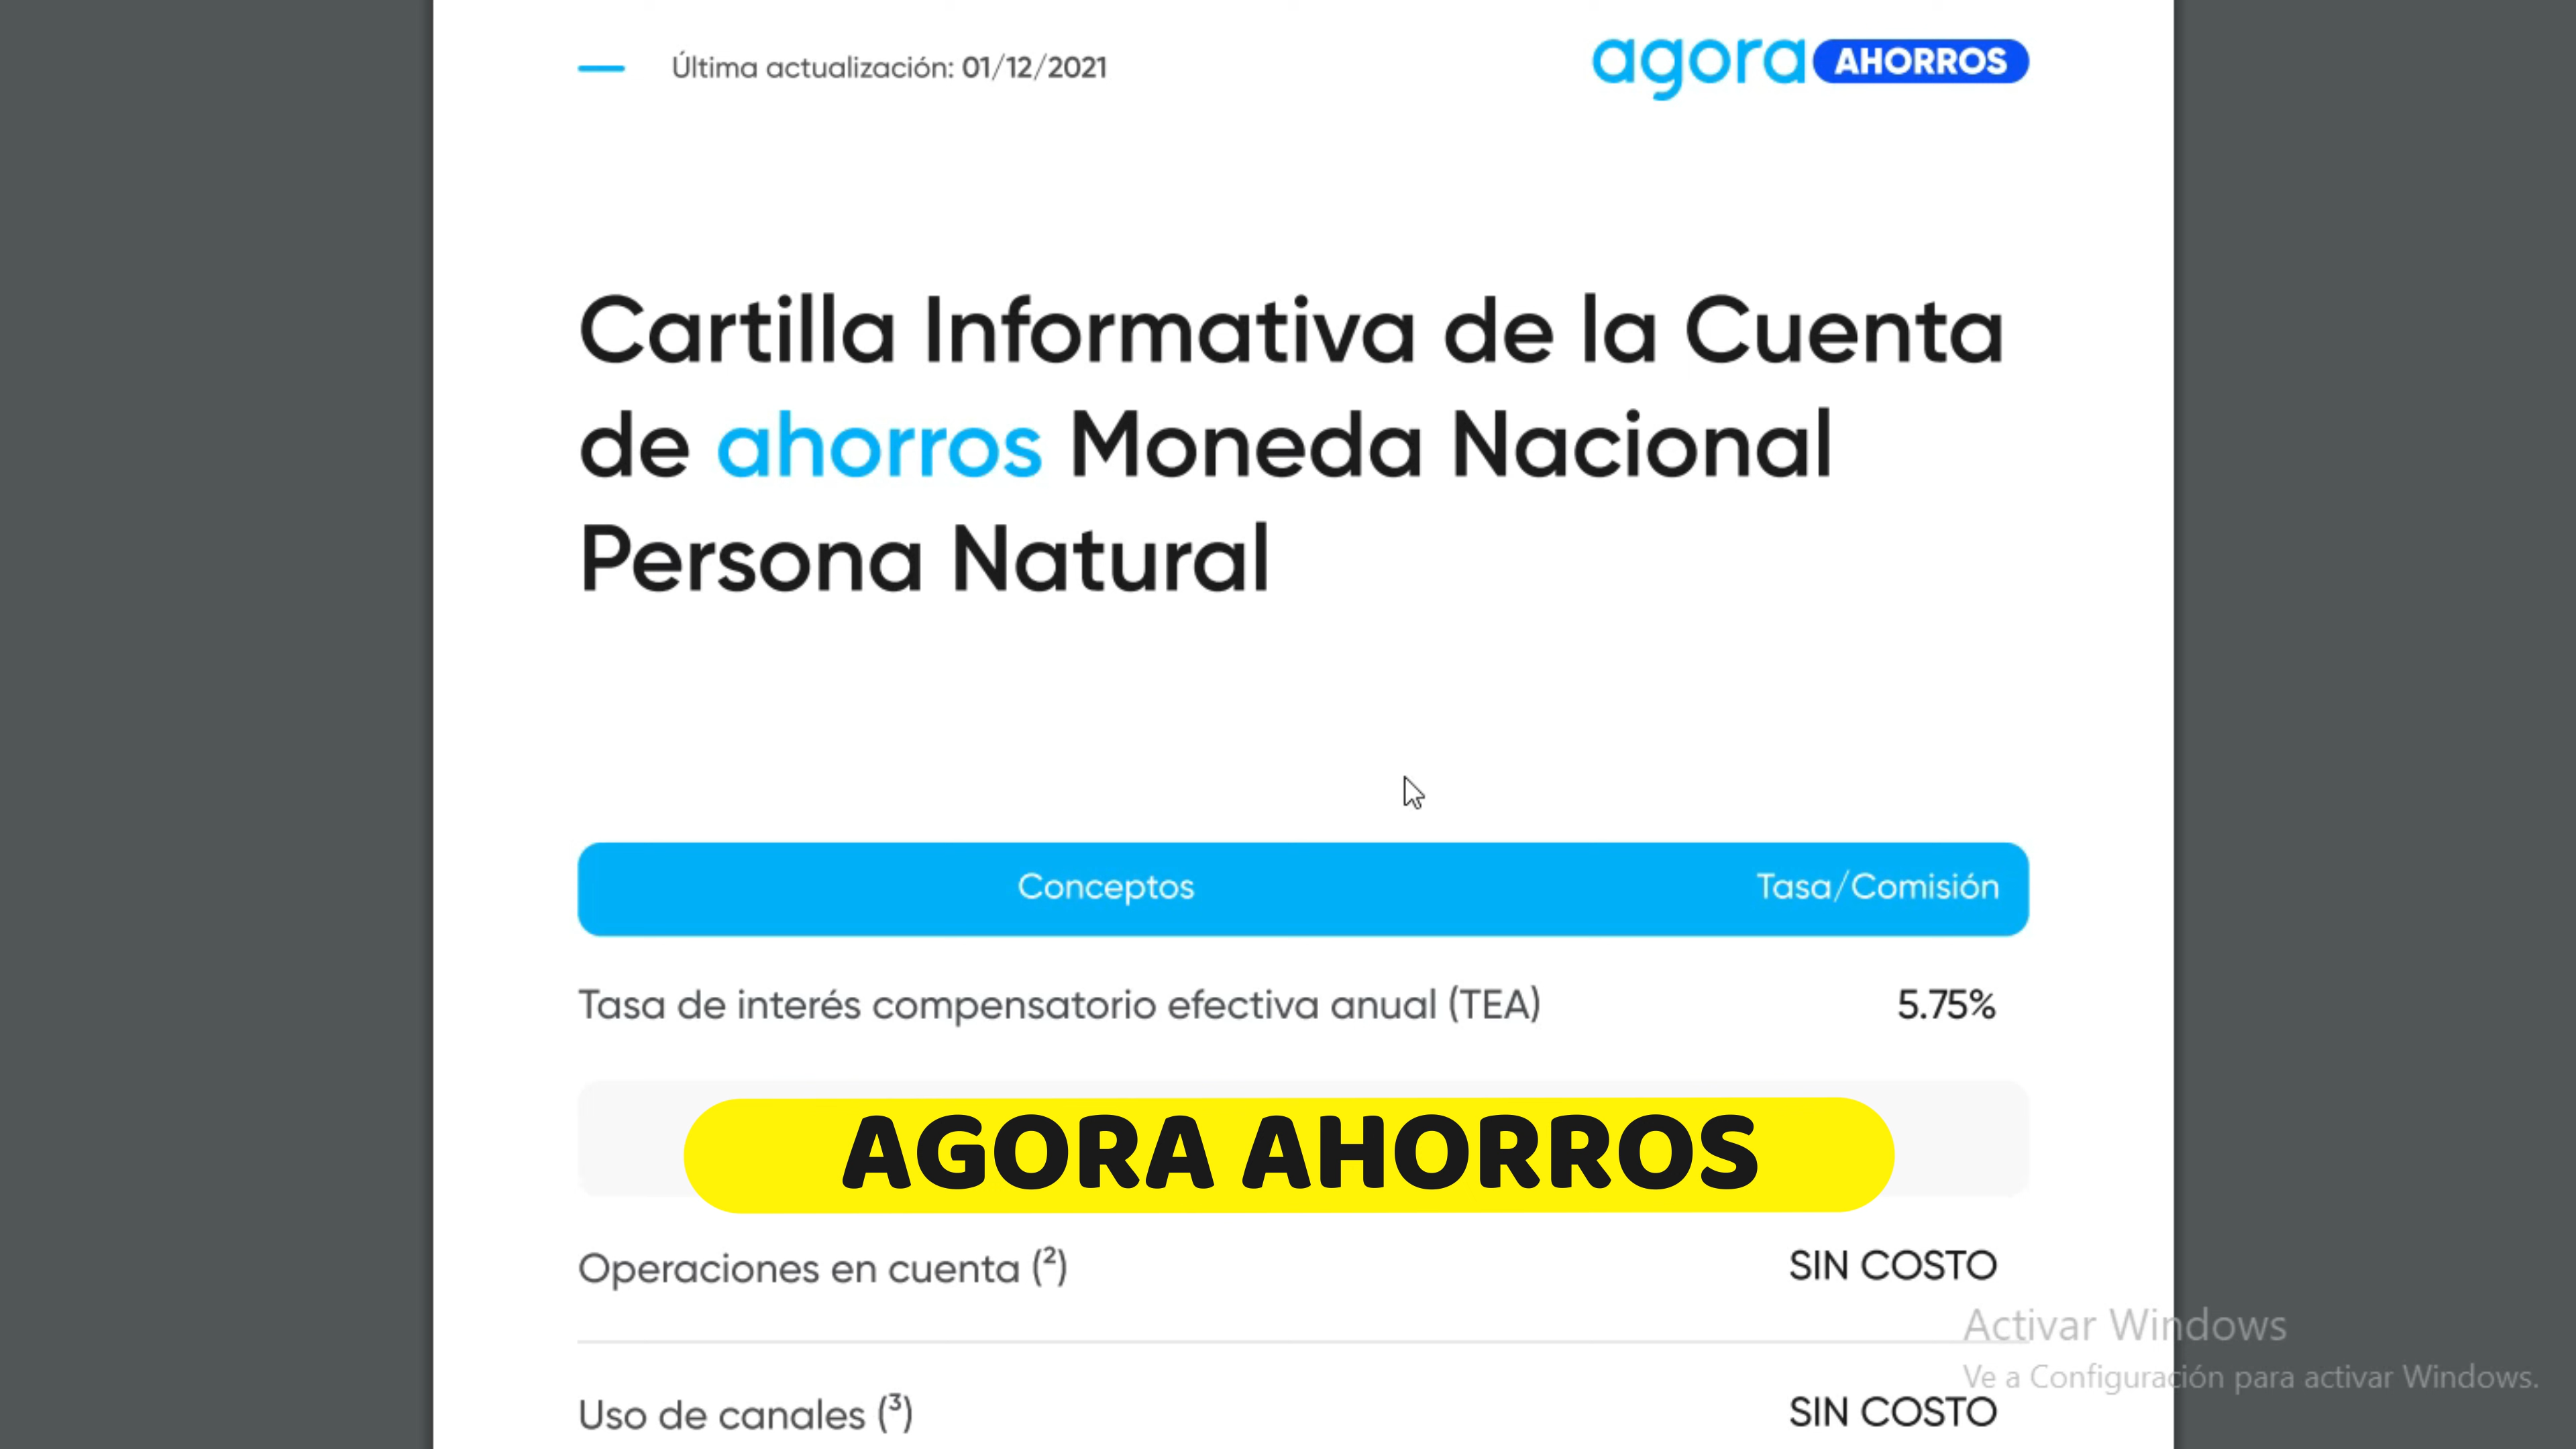 Última actualización: 01/12/2021
agora AHORROS
Cartilla Informativa de la Cuenta
de ahorros Moneda Nacional
Persona Natural
Conceptos Tasa/Comisión
Tasa de interés compensatorio efectiva anual (TEA) 5.75%
AGORA AHORROS
Operaciones en cuenta (²) SIN COSTO
Uso de canales (³) SIN COSTO
Activar Windows
Ve a Configuración para activar Windows.